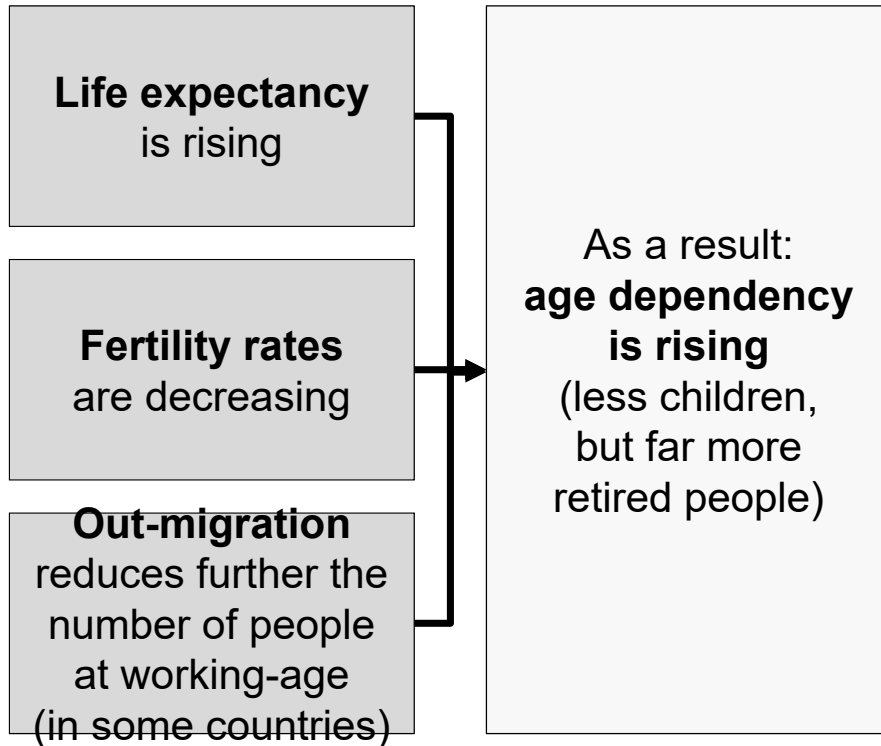 Life expectancy
is rising
Fertility rates
are decreasing
Out-migration
reduces further the
number of people
at working-age
(in some countries)
As a result:
age dependency
is rising
(less children,
but far more
retired people)